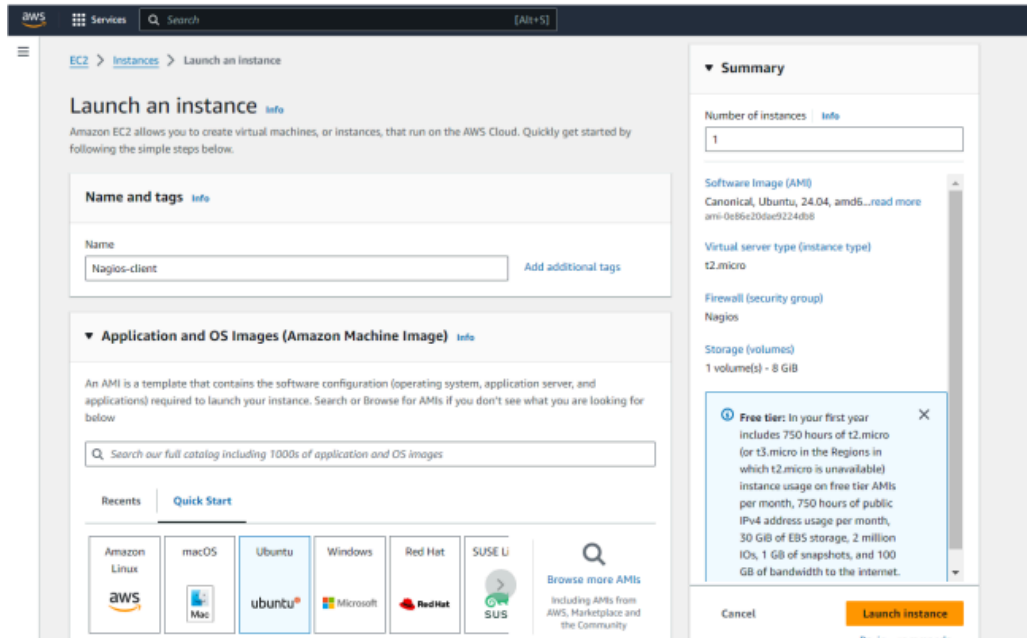 aws
Services
Search
[Alt+S]
EC2 > Instances > Launch an instance
Launch an instance Info
Amazon EC2 allows you to create virtual machines, or instances, that run on the AWS Cloud. Quickly get started by
following the simple steps below.
Name and tags Info
Name
Nagios-client
Add additional tags
Application and OS Images (Amazon Machine Image) Info
An AMI is a template that contains the software configuration (operating system, application server, and
applications) required to launch your instance. Search or Browse for AMIs if you don't see what you are looking for
below
Search our full catalog including 1000s of application and OS images
Recents
Quick Start
Amazon
Linux
aws
macOS
Mac
Ubuntu
ubuntu
Windows
Microsoft
Red Hat
RedHat
SUSE Li
SUS
Browse more AMIs
Including AMIs from
AWS, Marketplace and
the Community
Summary
Number of instances Info
1
Software Image (AMI)
Canonical, Ubuntu, 24.04, amd6...read more
ami-0e86e20dae9224db8
Virtual server type (instance type)
t2.micro
Firewall (security group)
Nagios
Storage (volumes)
1 volume(s) - 8 GiB
Free tier: In your first year
includes 750 hours of t2.micro
(or t3.micro in the Regions in
which t2.micro is unavailable)
instance usage on free tier AMIs
per month, 750 hours of public
IPv4 address usage per month,
30 GiB of EBS storage, 2 million
IOs, 1 GB of snapshots, and 100
GB of bandwidth to the internet.
Cancel
Launch instance